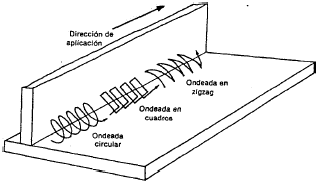 Dirección de
aplicación
Ondeada en
zigzag
Ondeada en
cuadros
Ondeada
circular